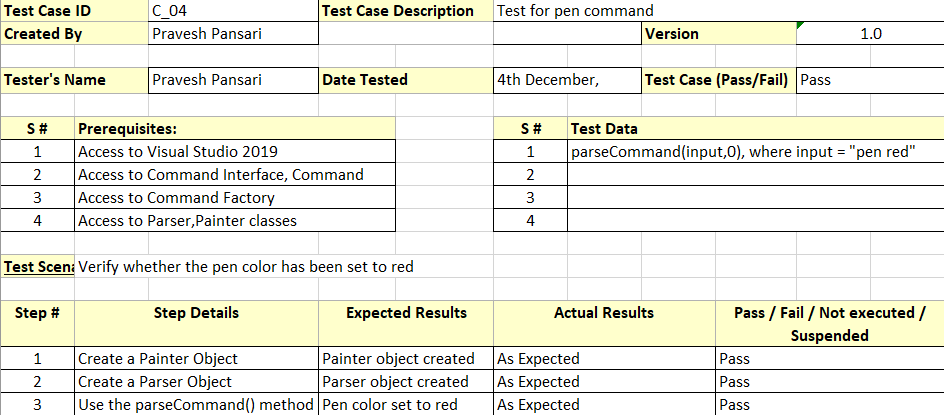 Test Case ID C_04 Test Case Description Test for pen command
Created By Pravesh Pansari Version 1.0
Tester's Name Pravesh Pansari Date Tested 4th December, Test Case (Pass/Fail) Pass
S # Prerequisites: S # Test Data
1 Access to Visual Studio 2019 1 parseCommand(input,0), where input = "pen red"
2 Access to Command Interface, Command 2
3 Access to Command Factory 3
4 Access to Parser,Painter classes 4
Test Scena Verify whether the pen color has been set to red
Step # Step Details Expected Results Actual Results Pass / Fail / Not executed /
Suspended
1 Create a Painter Object Painter object created As Expected Pass
2 Create a Parser Object Parser object created As Expected Pass
3 Use the parseCommand() method Pen color set to red As Expected Pass